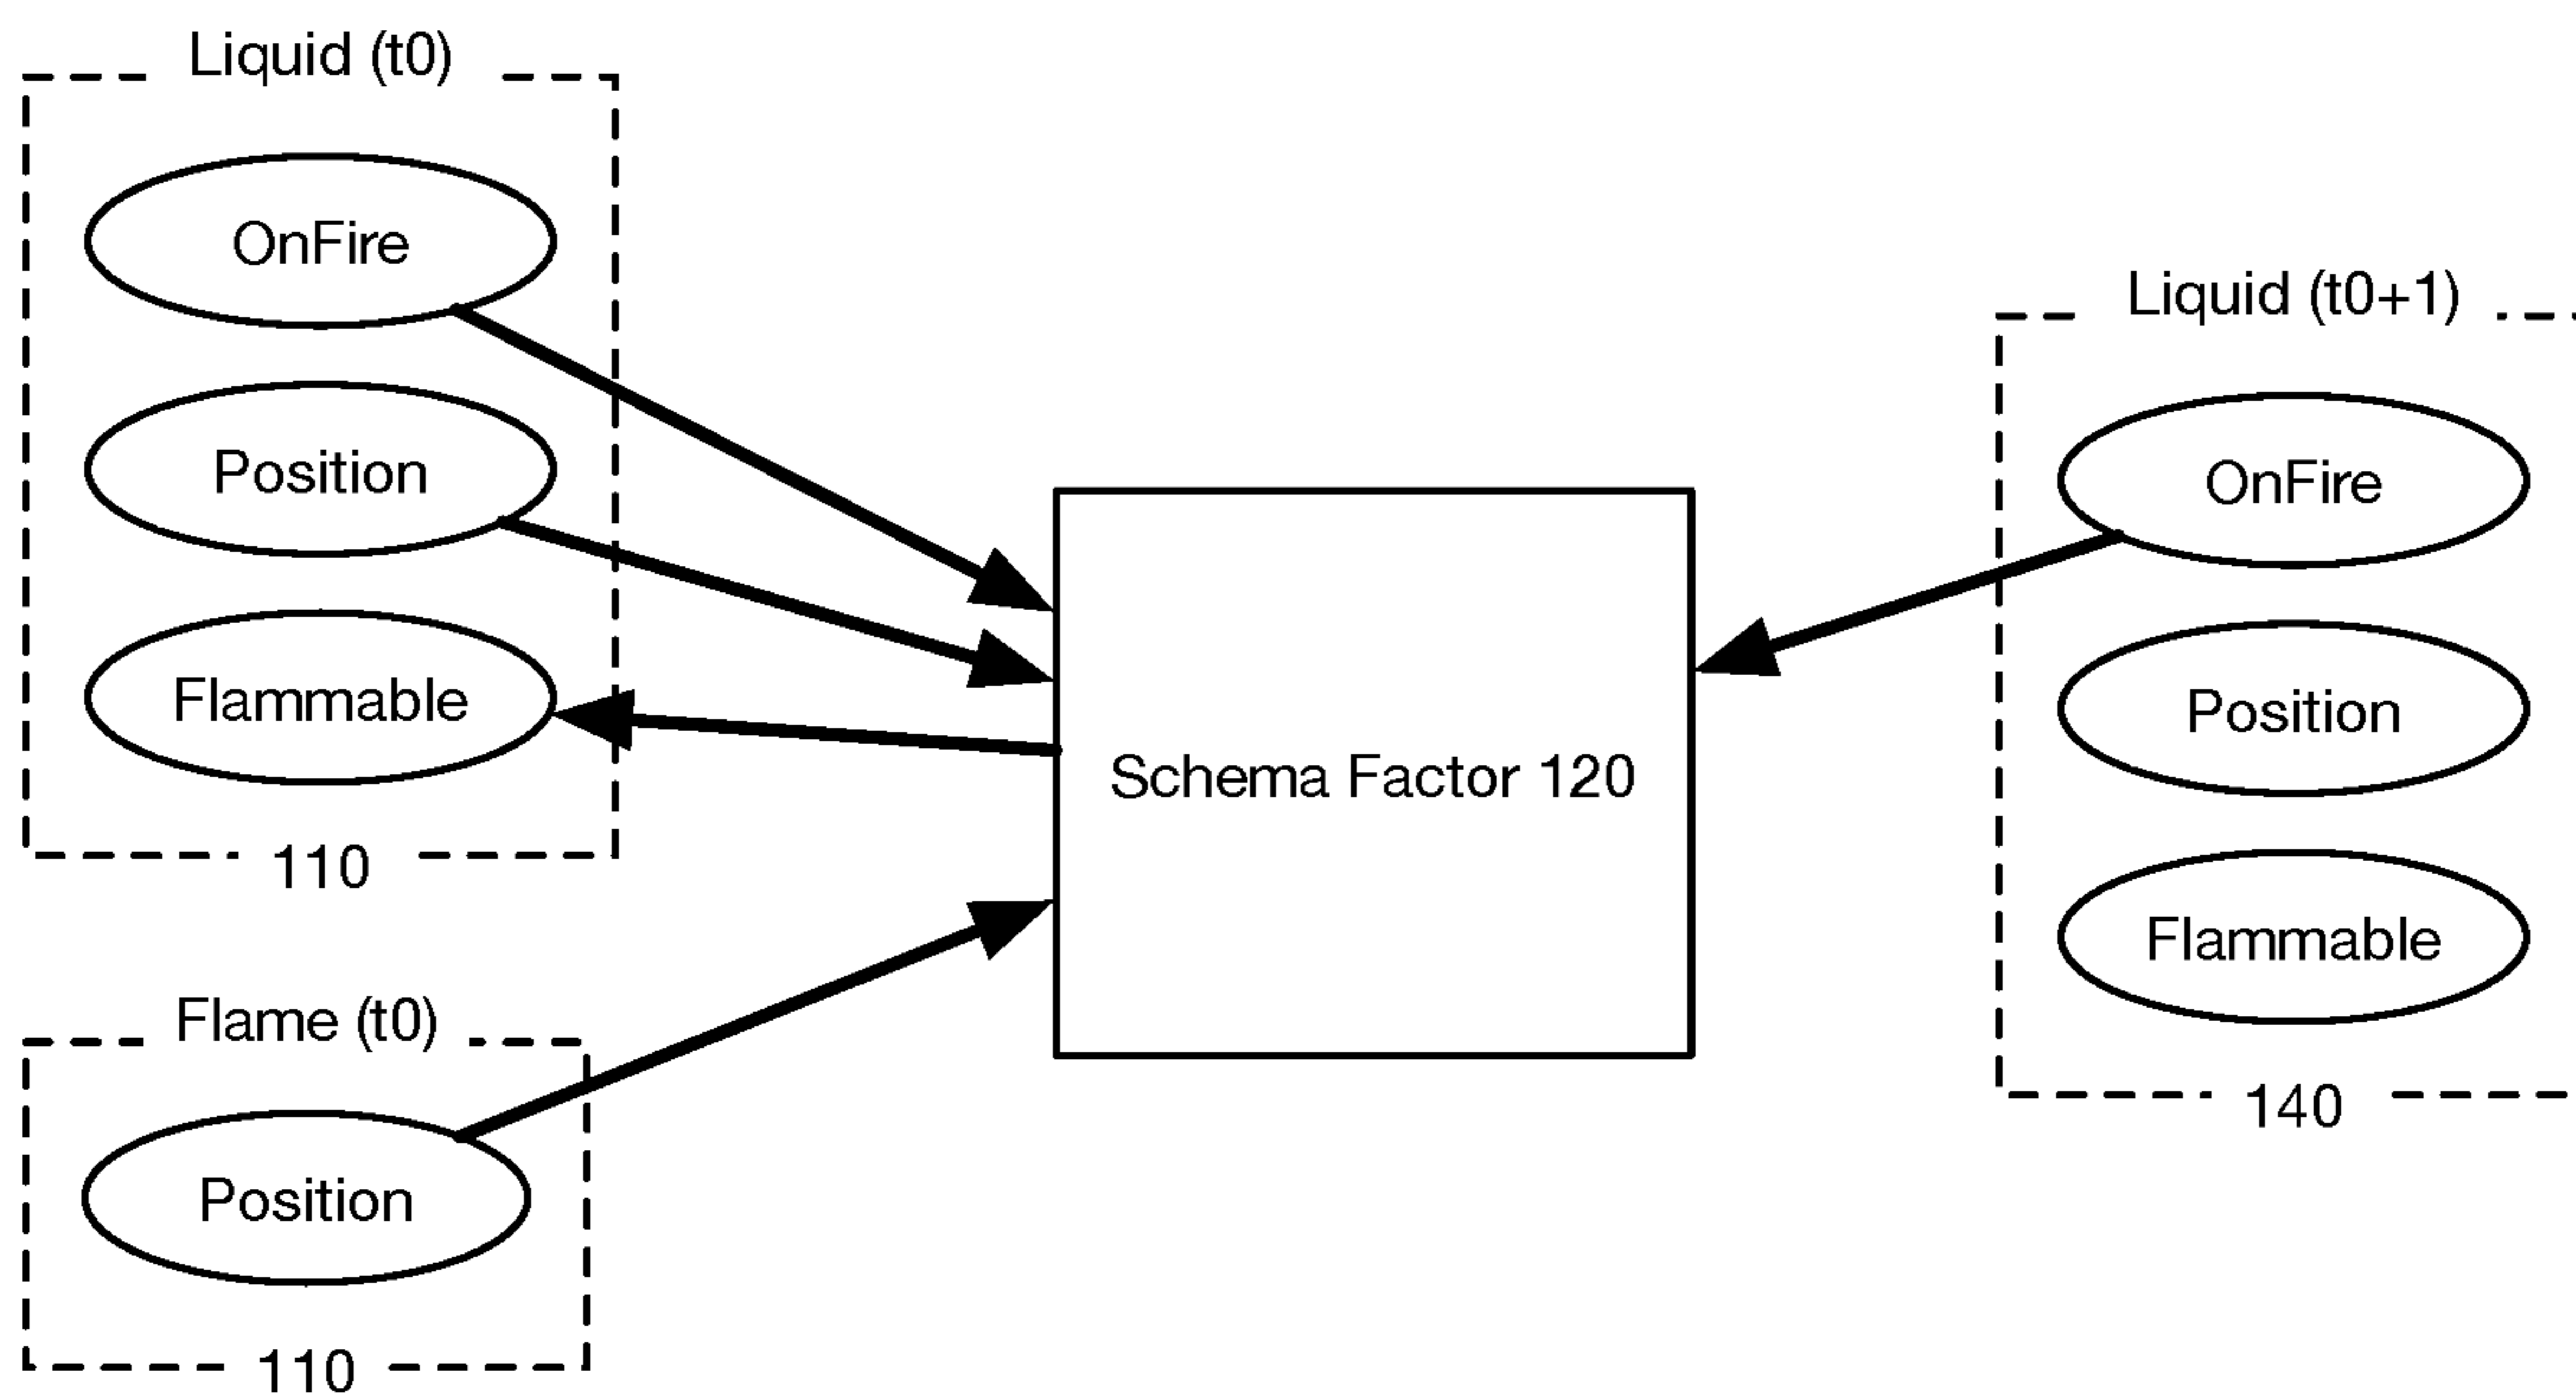 Liquid (t0)
OnFire
Position
Flammable
110
Flame (t0)
Position
110
Schema Factor 120
Liquid (t0+1)
OnFire
Position
Flammable
140